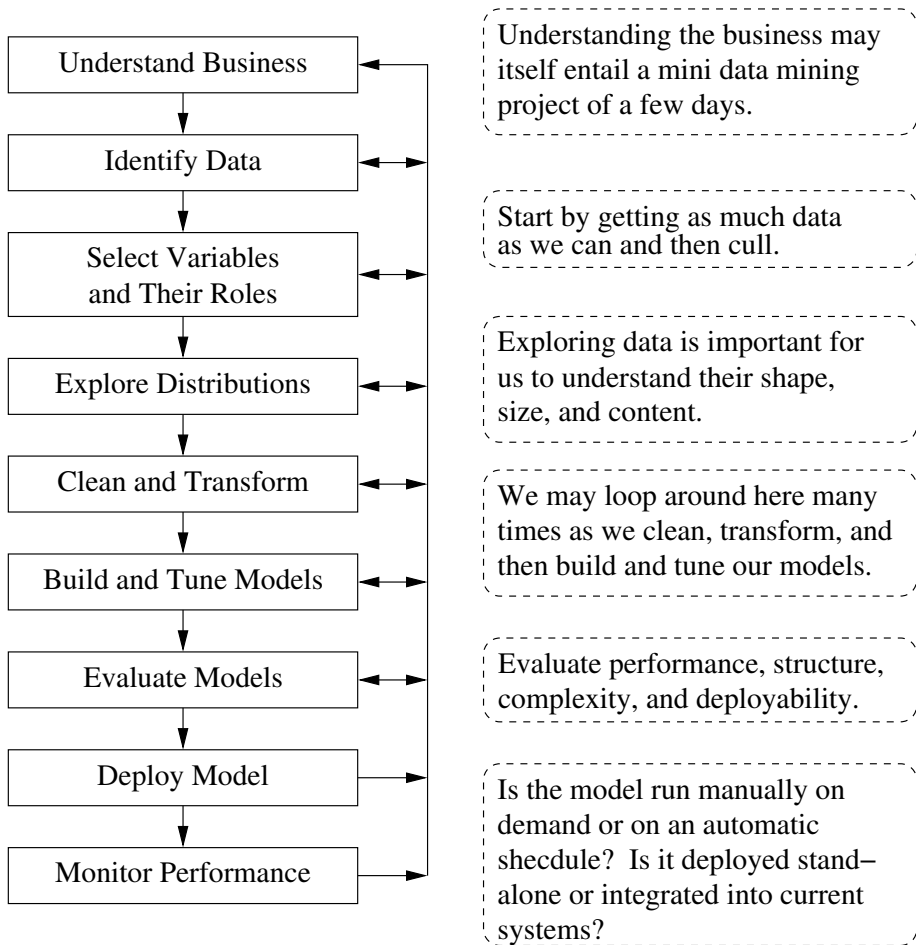 Understand Business
Identify Data
Select Variables
and Their Roles
Explore Distributions
Clean and Transform
Build and Tune Models
Evaluate Models
Deploy Model
Monitor Performance
Understanding the business may
itself entail a mini data mining
project of a few days.
Start by getting as much data
as we can and then cull.
Exploring data is important for
us to understand their shape,
size, and content.
We may loop around here many
times as we clean, transform, and
then build and tune our models.
Evaluate performance, structure,
complexity, and deployability.
Is the model run manually on
demand or on an automatic
shecdule?  Is it deployed stand−
alone or integrated into current
systems?